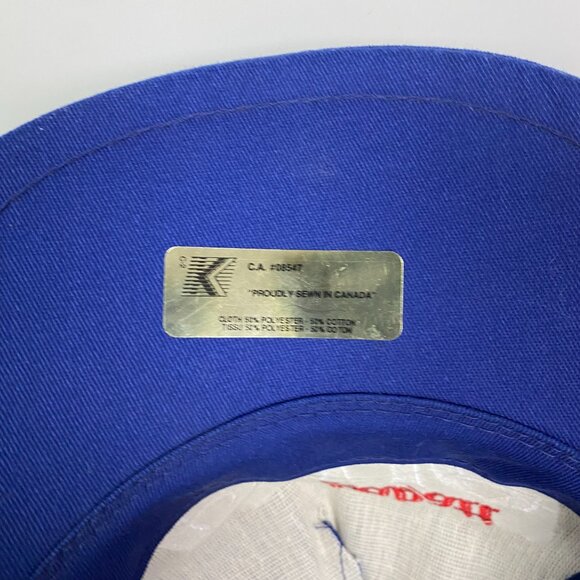 K
C.A. #08547
"PROUDLY SEWN IN CANADA"
CLOTH 50% POLYESTER - 50% COTTON
TISSU 50% POLYESTER - 50% COTON